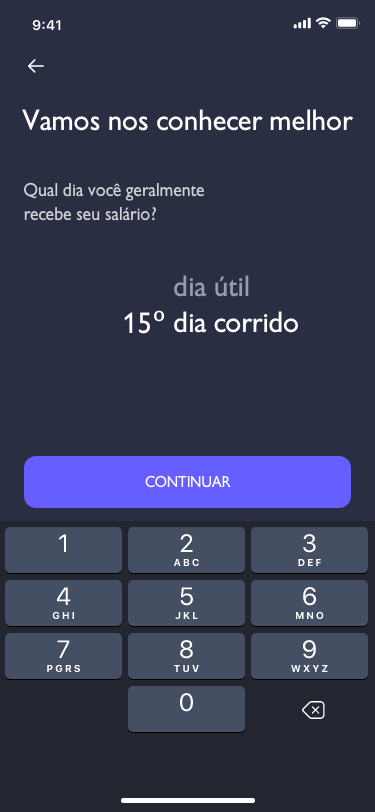 9:41
Vamos nos conhecer melhor
Qual dia você geralmente
recebe seu salário?
dia útil
15º dia corrido
CONTINUAR
1
2
ABC
3
DEF
4
GHI
5
JKL
6
MNO
7
PGRS
8
TUV
9
WXYZ
0